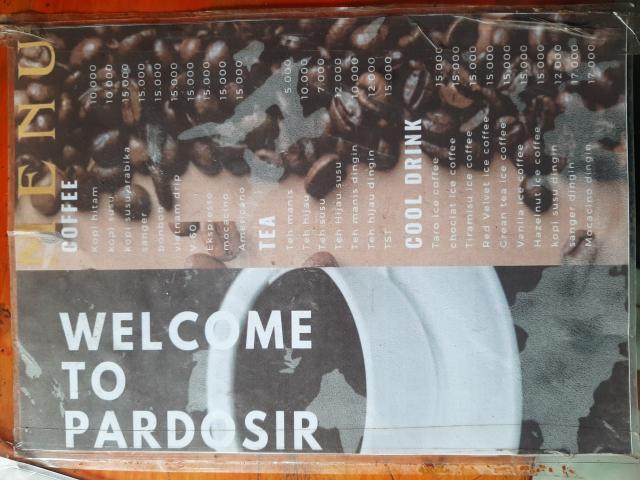 MENU
COFFEE
Kopi hitam 10.000
kopi susu 10.000
kopi susu arabika 15.000
sanger 15.000
bonbon 15.000
vietnam drip 15.000
V60 15.000
Ekspresso 15.000
mocacino 15.000
Americano 15.000
TEA
Teh manis 5.000
Teh hijau 10.000
Teh susu 7.000
Teh Hijau susu 12.000
Teh manis dingin 10.000
Teh hijau dingin 12.000
TST 15.000
COOL DRINK
Taro ice coffee 15.000
choclat ice coffee 15.000
Tiramisu ice coffee 15.000
Red Velvet ice coffee 15.000
Green tea ice coffee 15.000
Vanilla ice coffee 15.000
Hazelnut ice coffee 15.000
kopi susu dingin 12.000
sanger dingin 17.000
Mocacino dingin 17.000
WELCOME
TO
PARDOSIR